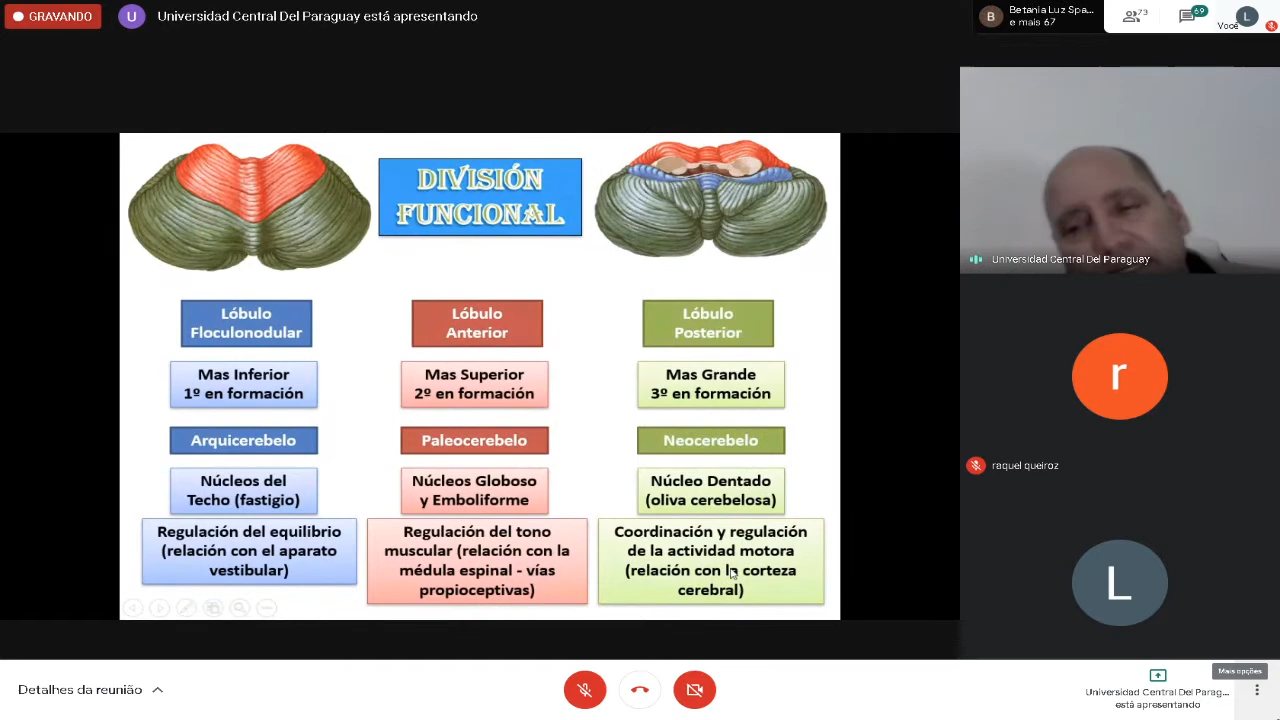 GRAVANDO
U
Universidad Central Del Paraguay está apresentando
B
Betania Luz Spa...
e mais 67
73
69
Você
L
DIVISIÓN
FUNCIONAL
Lóbulo
Floculonodular
Lóbulo
Anterior
Lóbulo
Posterior
Mas Inferior
1º en formación
Mas Superior
2º en formación
Mas Grande
3º en formación
Arquicerebelo
Paleocerebelo
Neocerebelo
Núcleos del
Techo (fastigio)
Núcleos Globoso
y Emboliforme
Núcleo Dentado
(oliva cerebelosa)
Regulación del equilibrio
(relación con el aparato
vestibular)
Regulación del tono
muscular (relación con la
médula espinal - vías
propioceptivas)
Coordinación y regulación
de la actividad motora
(relación con la corteza
cerebral)
Universidad Central Del Paraguay
r
raquel queiroz
L
Detalhes da reunião
Mais opções
Universidad Central Del Parag...
está apresentando